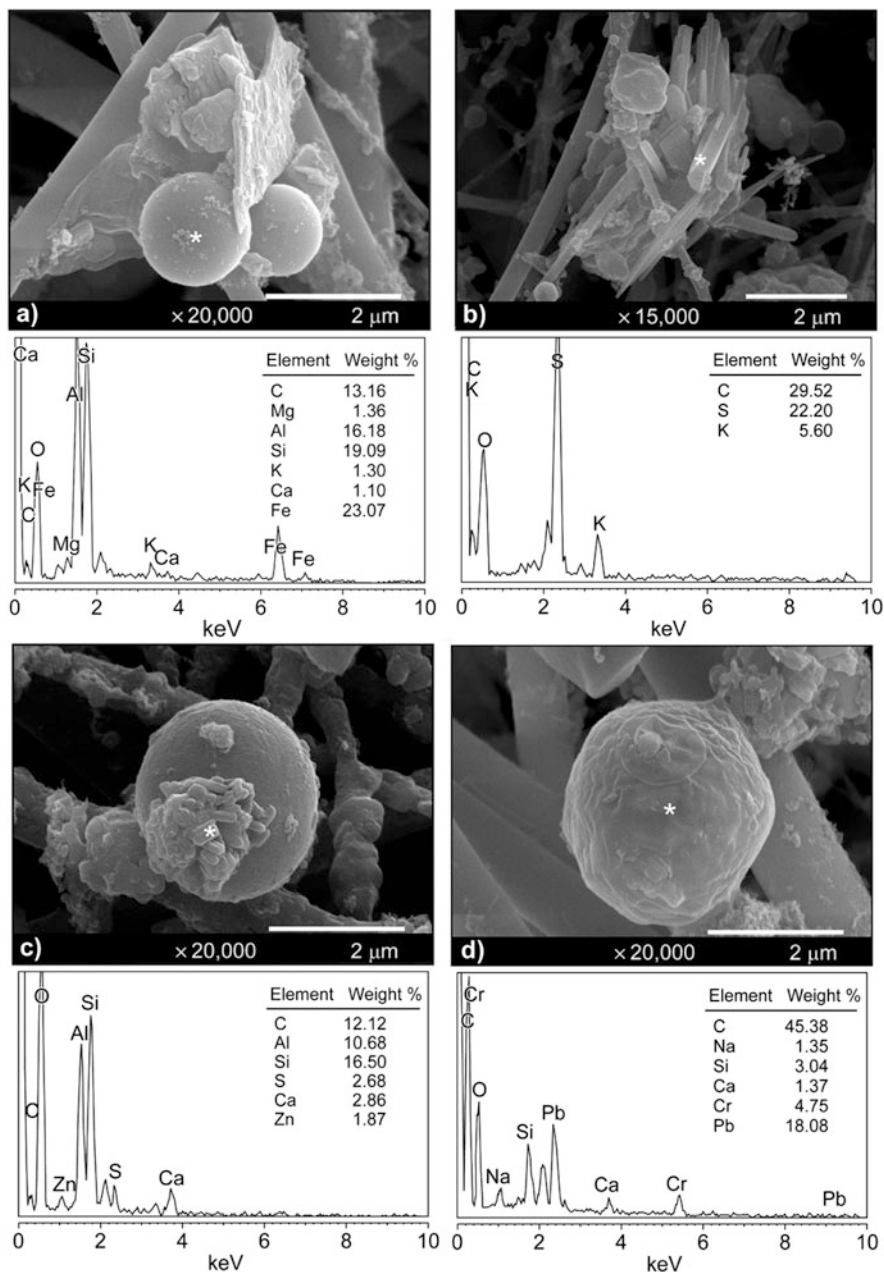 a) × 20,000 2 μm
b) × 15,000 2 μm
Ca Si
Al
O
K Fe
C
Mg
K Ca
Fe Fe
Element Weight %
C 13.16
Mg 1.36
Al 16.18
Si 19.09
K 1.30
Ca 1.10
Fe 23.07
0 2 4 6 8 10
keV
C S
K
O
K
Element Weight %
C 29.52
S 22.20
K 5.60
0 2 4 6 8 10
keV
c) × 20,000 2 μm
d) × 20,000 2 μm
O Si
Al
C
Zn S Ca
Element Weight %
C 12.12
Al 10.68
Si 16.50
S 2.68
Ca 2.86
Zn 1.87
0 2 4 6 8 10
keV
Cr
C
O
Si Pb
Na Ca Cr Pb
Element Weight %
C 45.38
Na 1.35
Si 3.04
Ca 1.37
Cr 4.75
Pb 18.08
0 2 4 6 8 10
keV